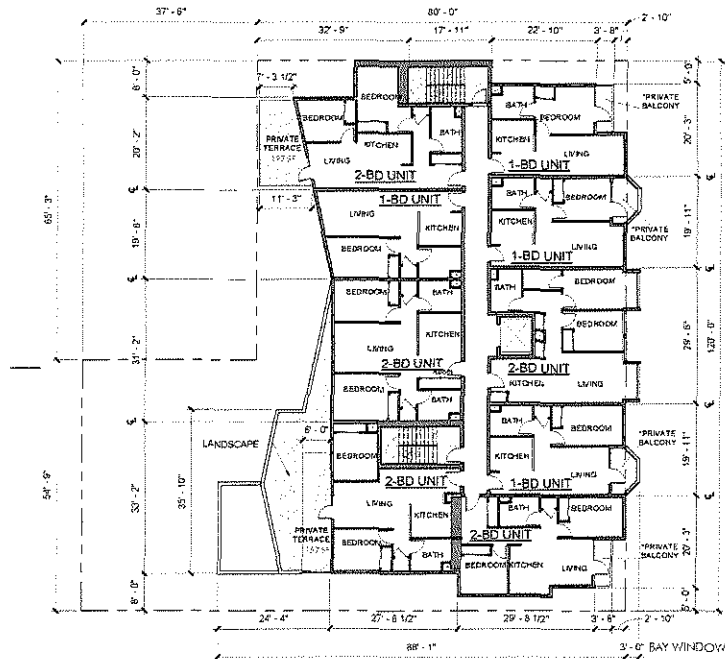 37' - 6"
80' - 0"
2' - 10"
32' - 9"
17' - 11"
22' - 10"
3' - 8"
7' - 3 1/2"
8' - 0"
20' - 2"
65' - 3"
19' - 6"
31' - 2"
54' - 9"
33' - 2"
8' - 0"
11' - 3"
35' - 10"
6' - 0"
5' - 0"
20' - 3"
19' - 11"
29' - 6"
120' - 0"
19' - 11"
20' - 3"
PRIVATE
TERRACE
BEDROOM
BEDROOM
KITCHEN
BATH
LIVING
2-BD UNIT
BATH
BEDROOM
KITCHEN
LIVING
1-BD UNIT
*PRIVATE
BALCONY
1-BD UNIT
LIVING
KITCHEN
BEDROOM
BATH
BATH
BEDROOM
KITCHEN
LIVING
1-BD UNIT
*PRIVATE
BALCONY
BEDROOM
BATH
KITCHEN
LIVING
2-BD UNIT
BEDROOM
BATH
BATH
BEDROOM
BEDROOM
2-BD UNIT
KITCHEN
LIVING
LANDSCAPE
BEDROOM
2-BD UNIT
LIVING
KITCHEN
PRIVATE
TERRACE
BEDROOM
BATH
BATH
BEDROOM
KITCHEN
LIVING
1-BD UNIT
*PRIVATE
BALCONY
BATH
BEDROOM
2-BD UNIT
BEDROOM
KITCHEN
LIVING
*PRIVATE
BALCONY
24' - 4"
27' - 8 1/2"
29' - 8 1/2"
3' - 6"
2' - 10"
88' - 1"
3' - 0" BAY WINDOW